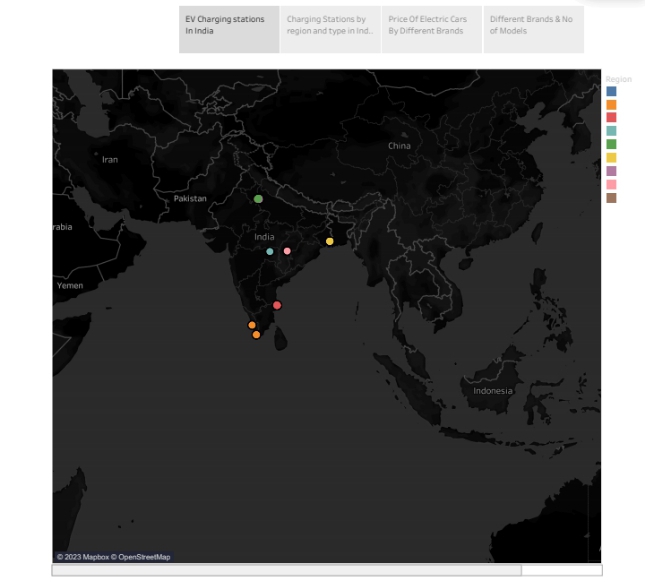 EV Charging stations
In India
Charging Stations by
region and type in Ind..
Price Of Electric Cars
By Different Brands
Different Brands & No
of Models
Region
China
Iran
Pakistan
rabia
India
Yemen
Indonesia
© 2023 Mapbox © OpenStreetMap